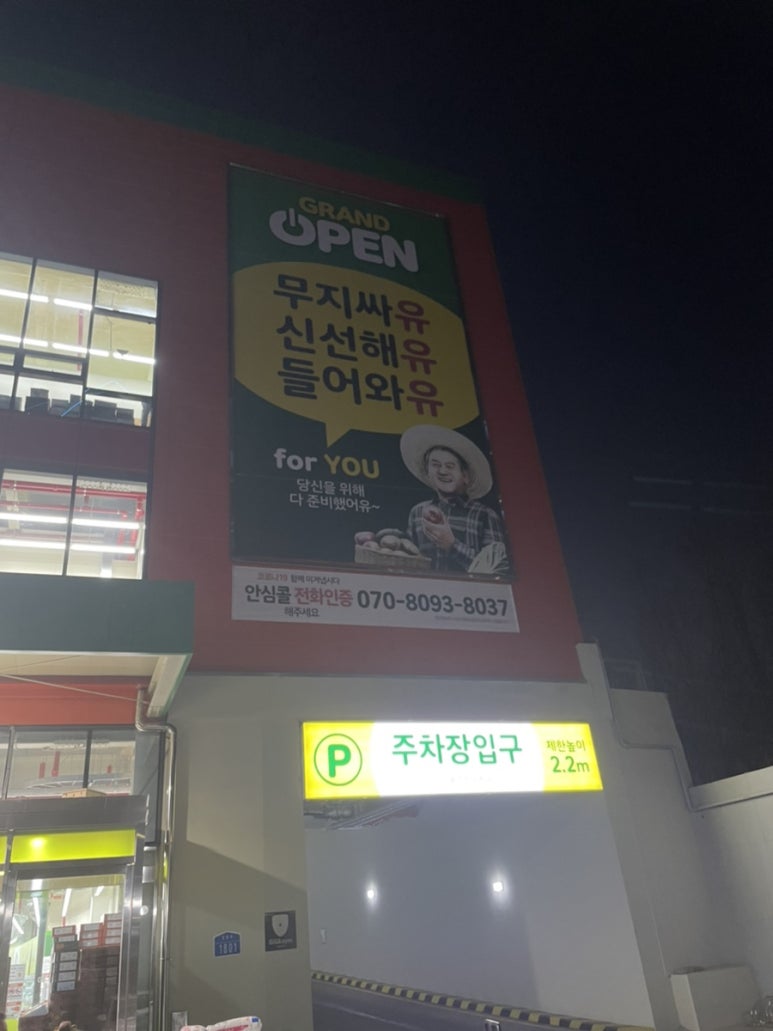 GRAND
OPEN
무지싸유
신선해유
들어와유
for YOU
당신을 위해
다 준비했어유~
코로나19 함께 이겨냅시다
안심콜 전화인증 070-8093-8037
해주세요
P 주차장입구 제한높이
2.2m
1801